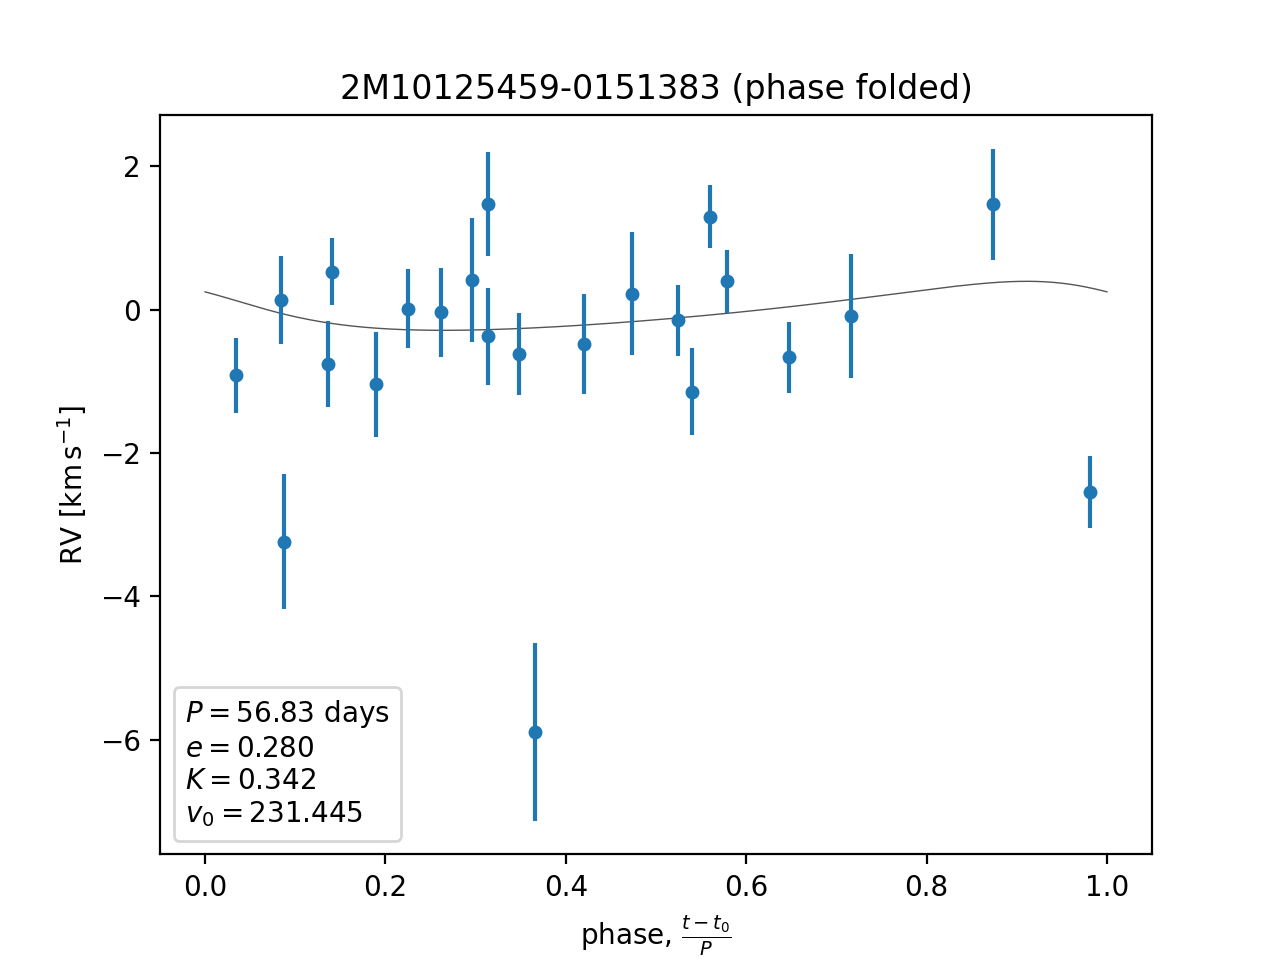 2M10125459-0151383 (phase folded)
2
0
−2
−4
−6
RV [km s⁻¹]
P = 56.83 days
e = 0.280
K = 0.342
v₀ = 231.445
0.0 0.2 0.4 0.6 0.8 1.0
phase, (t − t₀)/P